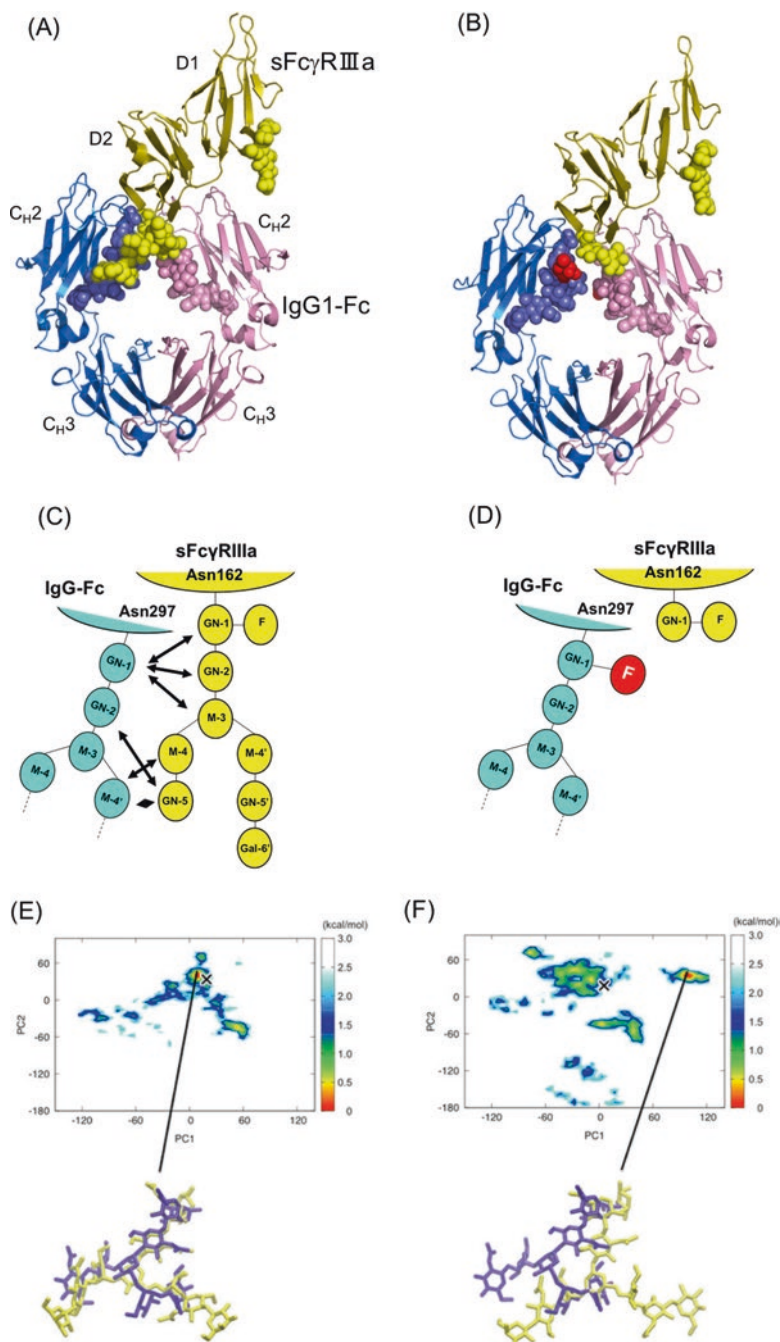 (A)
D1
sFcγRⅢa
D2
C_H2
C_H2
IgG1-Fc
C_H3
C_H3
(B)
(C)
sFcγRIIIa
Asn162
IgG-Fc
Asn297
GN-1
F
GN-1
GN-2
GN-2
M-3
M-3
M-4
M-4'
M-4
M-4'
GN-5
GN-5'
Gal-6'
(D)
sFcγRIIIa
Asn162
IgG-Fc
Asn297
GN-1
F
GN-1
F
GN-2
M-3
M-4
M-4'
(E)
(kcal/mol)
3.0
2.5
2.0
1.5
1.0
0.5
0
PC2
60
0
-60
-120
-180
-120
-60
0
60
120
PC1
(F)
(kcal/mol)
3.0
2.5
2.0
1.5
1.0
0.5
0
PC2
60
0
-60
-120
-180
-120
-60
0
60
120
PC1